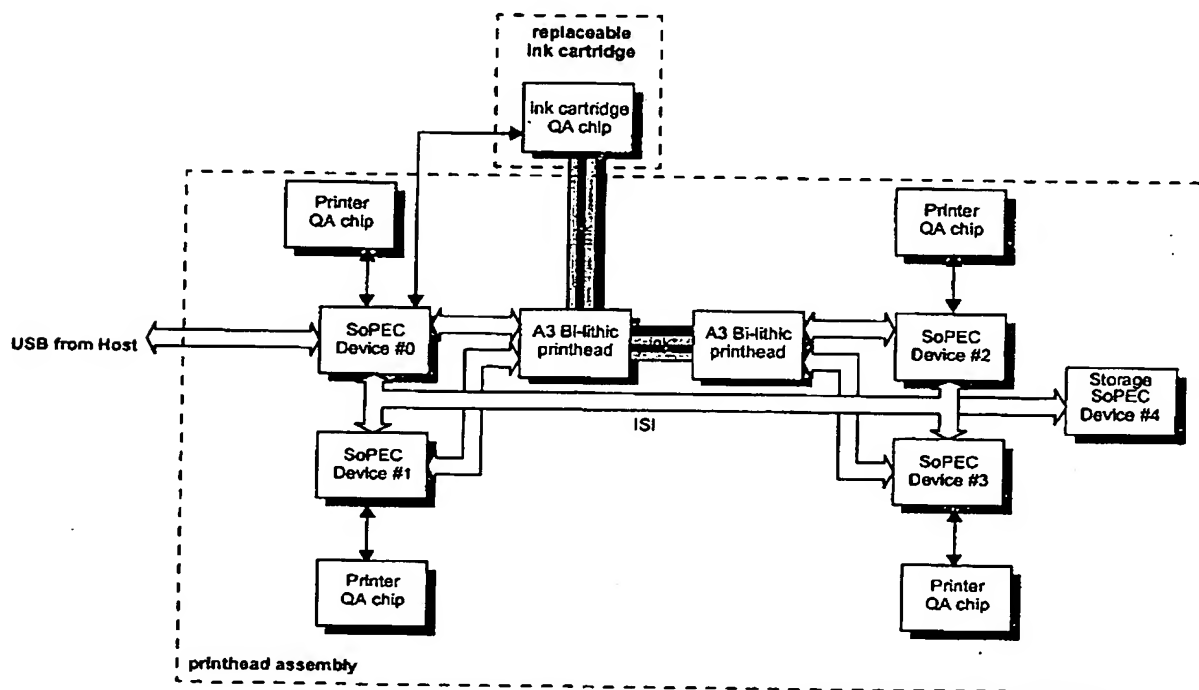 replaceable
ink cartridge
Ink cartridge
QA chip
Printer
QA chip
Printer
QA chip
ink
USB from Host
SoPEC
Device #0
A3 Bi-lithic
printhead
ink
A3 Bi-lithic
printhead
SoPEC
Device #2
Storage
SoPEC
Device #4
ISI
SoPEC
Device #1
SoPEC
Device #3
Printer
QA chip
Printer
QA chip
printhead assembly